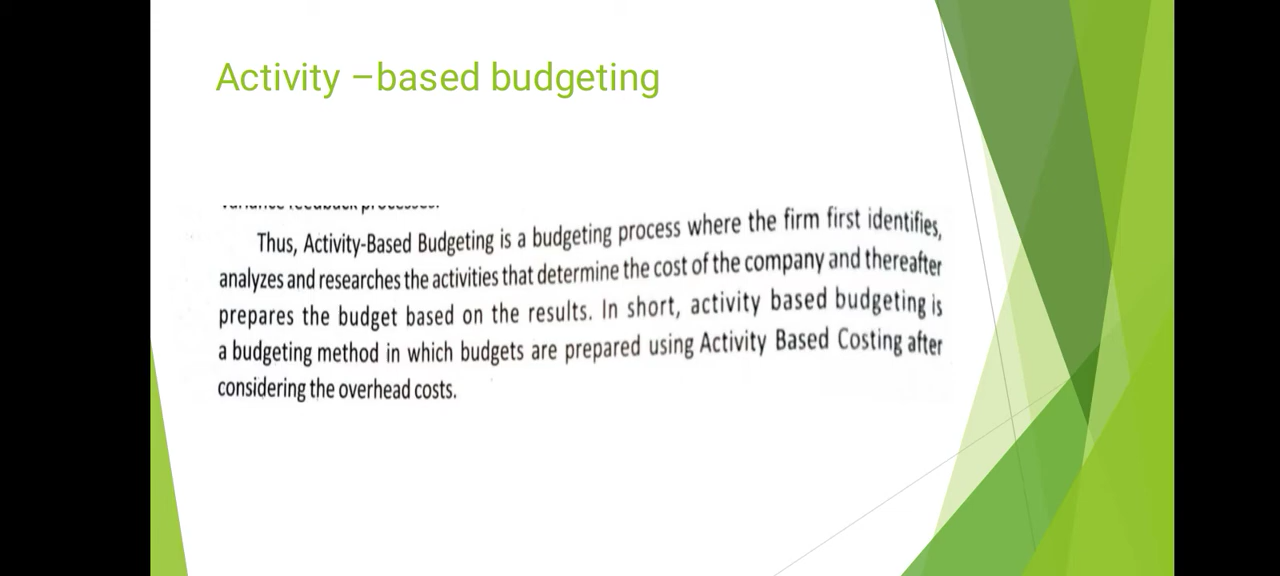 Activity –based budgeting
variance feedback processes.
Thus, Activity-Based Budgeting is a budgeting process where the firm first identifies,
analyzes and researches the activities that determine the cost of the company and thereafter
prepares the budget based on the results. In short, activity based budgeting is
a budgeting method in which budgets are prepared using Activity Based Costing after
considering the overhead costs.